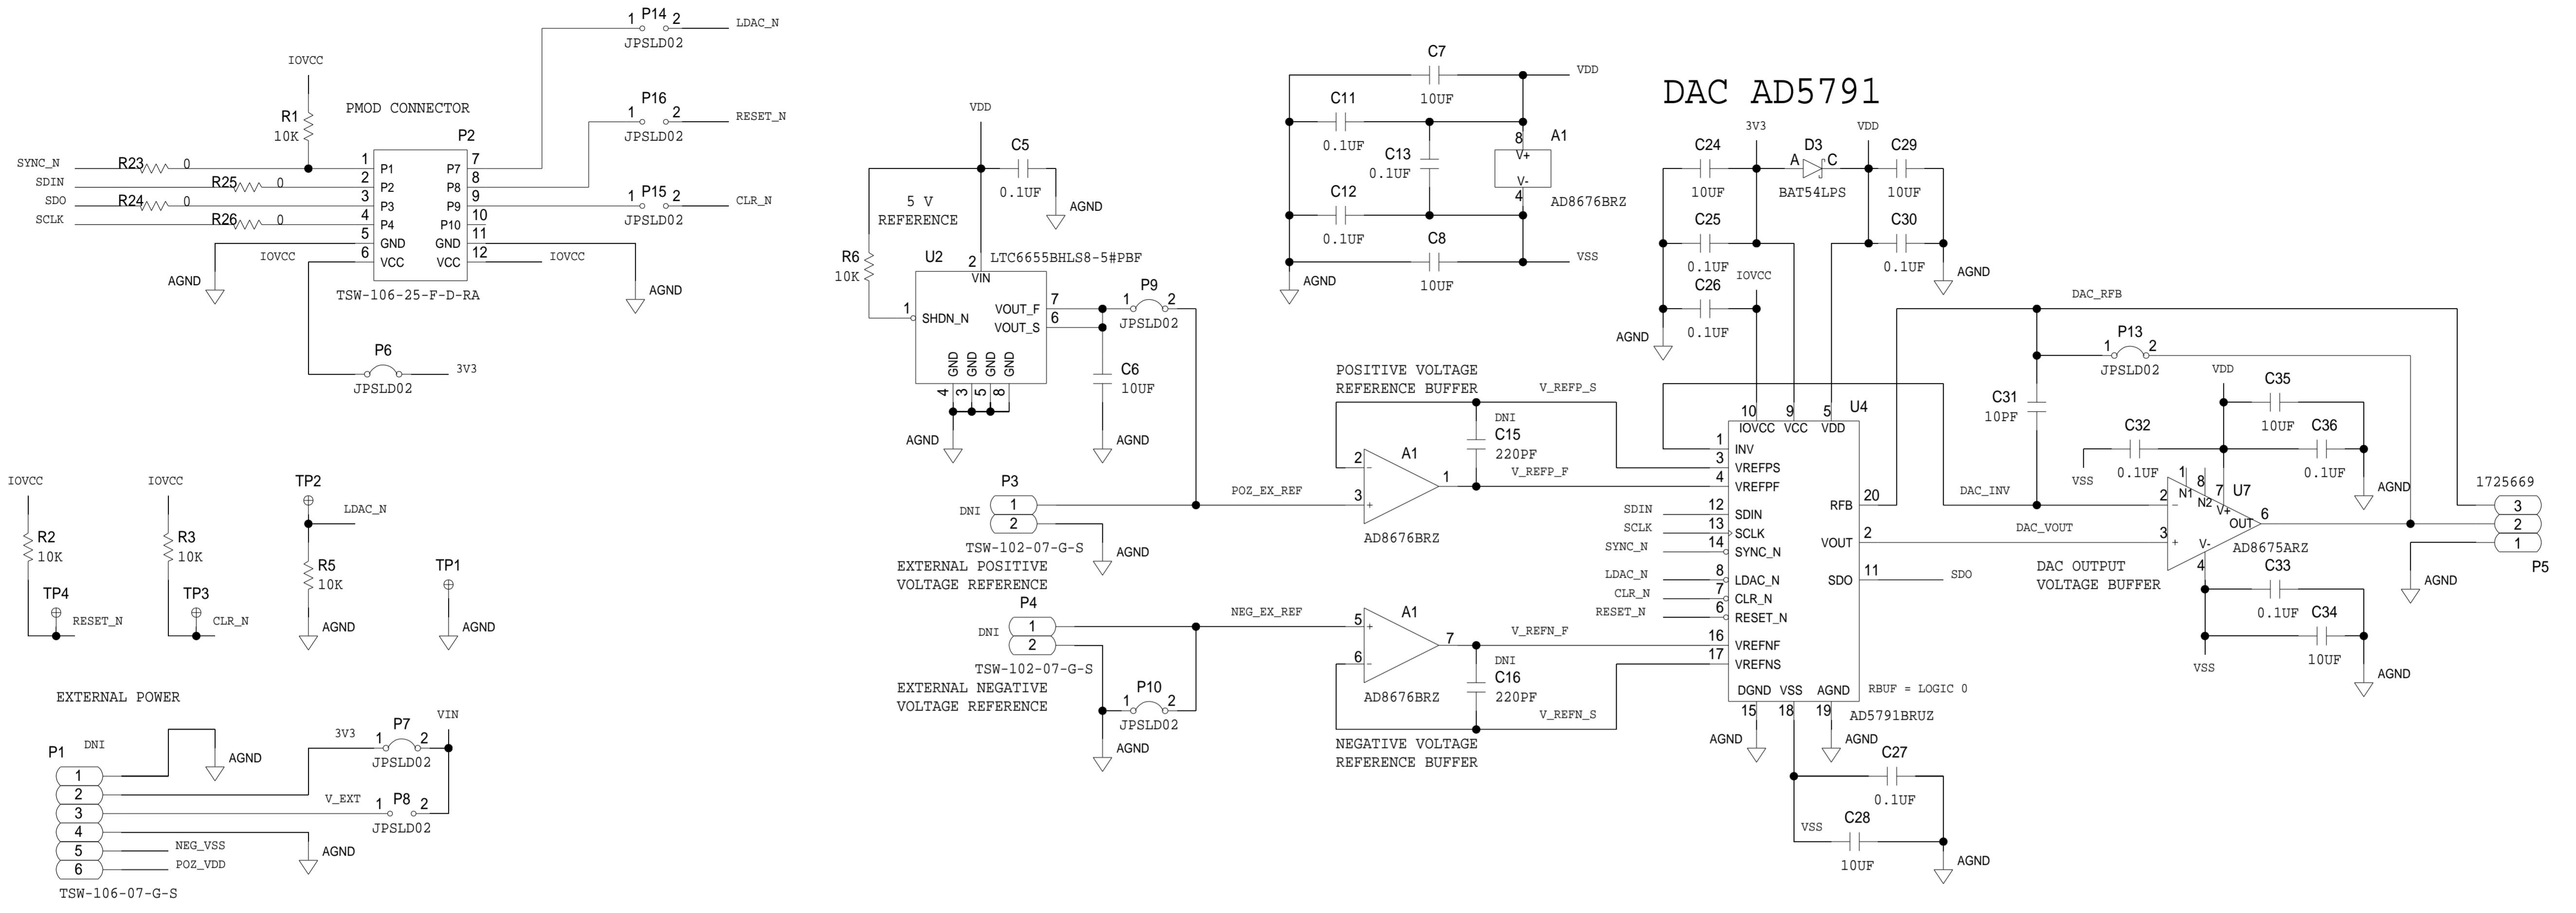 P14
1 2
JPSLD02
LDAC_N
IOVCC
R1
10K
PMOD CONNECTOR
P2
P16
1 2
JPSLD02
RESET_N
SYNC_N R23 0 1 P1 P7 7
SDIN R25 0 2 P2 P8 8
SDO R24 0 3 P3 P9 9
SCLK R26 0 4 P4 P10 10
5 GND GND 11
IOVCC 6 VCC VCC 12 IOVCC
P15
1 2
JPSLD02
CLR_N
AGND
AGND
TSW-106-25-F-D-RA
P6
JPSLD02
3V3
IOVCC
R2
10K
TP4
RESET_N
IOVCC
R3
10K
TP3
CLR_N
TP2
LDAC_N
R5
10K
AGND
TP1
AGND
EXTERNAL POWER
P1
DNI
1
2
3
4
5
6
TSW-106-07-G-S
AGND
3V3
1 P7 2
JPSLD02
VIN
V_EXT
1 P8 2
JPSLD02
AGND
NEG_VSS
POZ_VDD
VDD
C5
0.1UF
AGND
5 V
REFERENCE
R6
10K
U2
LTC6655BHLS8-5#PBF
2
VIN
1
SHDN_N
VOUT_F 7
VOUT_S 6
GND GND GND GND
4 3 5 8
AGND
P9
1 2
JPSLD02
C6
10UF
AGND
P3
DNI
1
2
TSW-102-07-G-S
AGND
EXTERNAL POSITIVE
VOLTAGE REFERENCE
P4
DNI
1
2
TSW-102-07-G-S
EXTERNAL NEGATIVE
VOLTAGE REFERENCE
1 P10 2
JPSLD02
AGND
POZ_EX_REF
NEG_EX_REF
C7
10UF
VDD
C11
0.1UF
C13
0.1UF
C12
0.1UF
C8
10UF
VSS
AGND
8
V+
V-
4
A1
AD8676BRZ
POSITIVE VOLTAGE
REFERENCE BUFFER
V_REFP_S
2 -
3 +
A1
1
AD8676BRZ
DNI
C15
220PF
V_REFP_F
5 +
6 -
A1
7
AD8676BRZ
V_REFN_F
DNI
C16
220PF
V_REFN_S
NEGATIVE VOLTAGE
REFERENCE BUFFER
DAC AD5791
3V3
VDD
C24
10UF
A D3 C
BAT54LPS
C29
10UF
C25
0.1UF
C30
0.1UF
IOVCC
C26
0.1UF
AGND
AGND
U4
10 9 5
IOVCC VCC VDD
1 INV
3 VREFPS
4 VREFPF
SDIN 12 SDIN
SCLK 13 SCLK
SYNC_N 14 SYNC_N
LDAC_N 8 LDAC_N
CLR_N 7 CLR_N
RESET_N 6 RESET_N
16 VREFNF
17 VREFNS
RFB 20
VOUT 2
SDO 11
SDO
DGND VSS AGND
15 18 19
RBUF = LOGIC 0
AD5791BRUZ
AGND
AGND
C27
0.1UF
VSS
C28
10UF
AGND
DAC_RFB
P13
1 2
JPSLD02
C31
10PF
VDD
C35
10UF
C32
0.1UF
VSS
C36
0.1UF
AGND
DAC_INV
DAC_VOUT
1 8 7
N1 N2 V+
U7
2 -
3 +
OUT 6
V-
4
AD8675ARZ
DAC OUTPUT
VOLTAGE BUFFER
C33
0.1UF
C34
10UF
VSS
AGND
1725669
3
2
1
P5
AGND